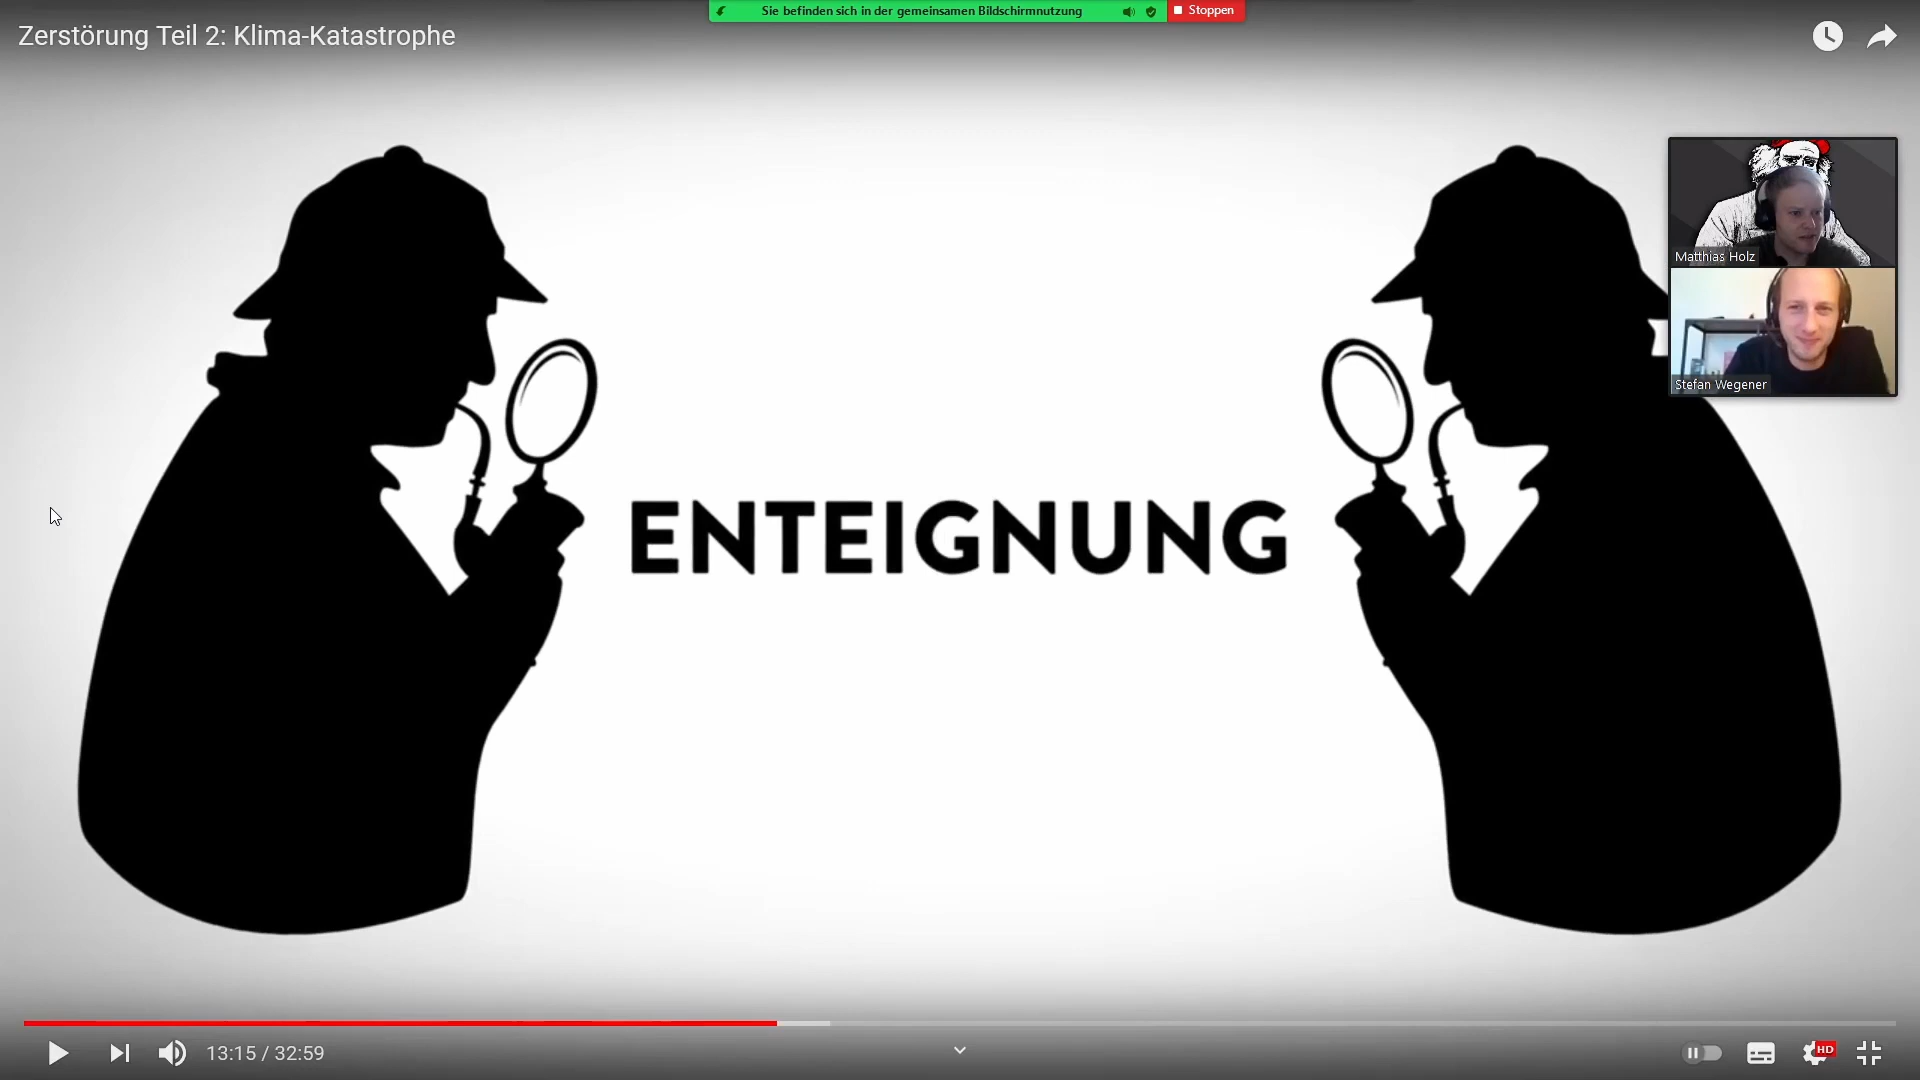 Sie befinden sich in der gemeinsamen Bildschirmnutzung
Stoppen
Zerstörung Teil 2: Klima-Katastrophe
Matthias Holz
Stefan Wegener
ENTEIGNUNG
13:15 / 32:59
HD